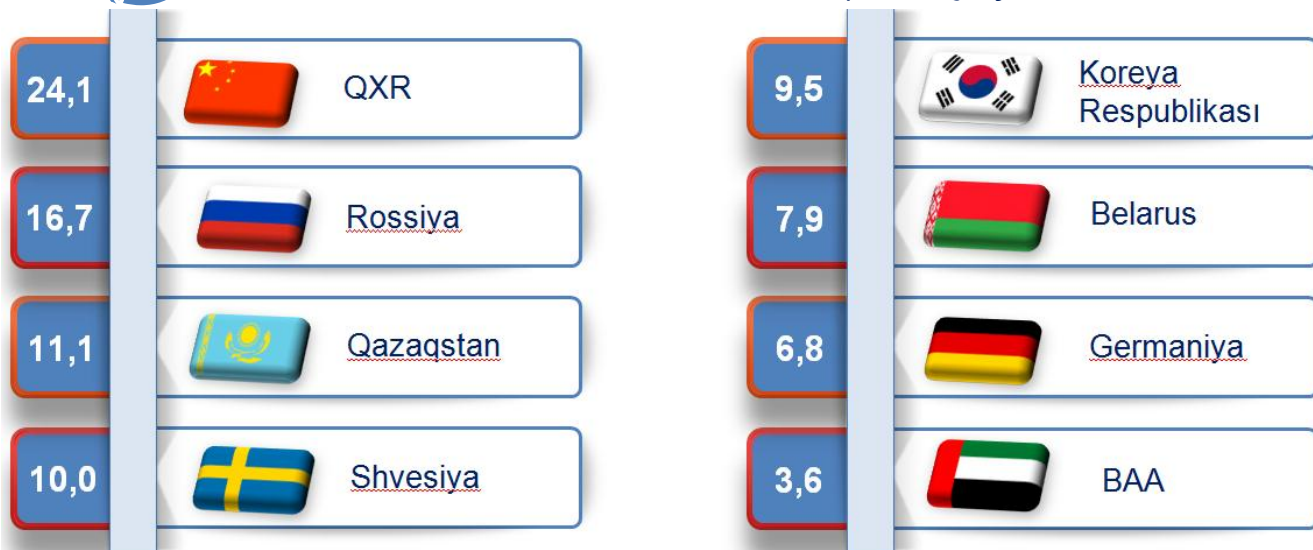 24,1 QXR
16,7 Rossiya
11,1 Qazaqstan
10,0 Shvesiya
9,5 Koreya
Respublikası
7,9 Belarus
6,8 Germaniya
3,6 BAA